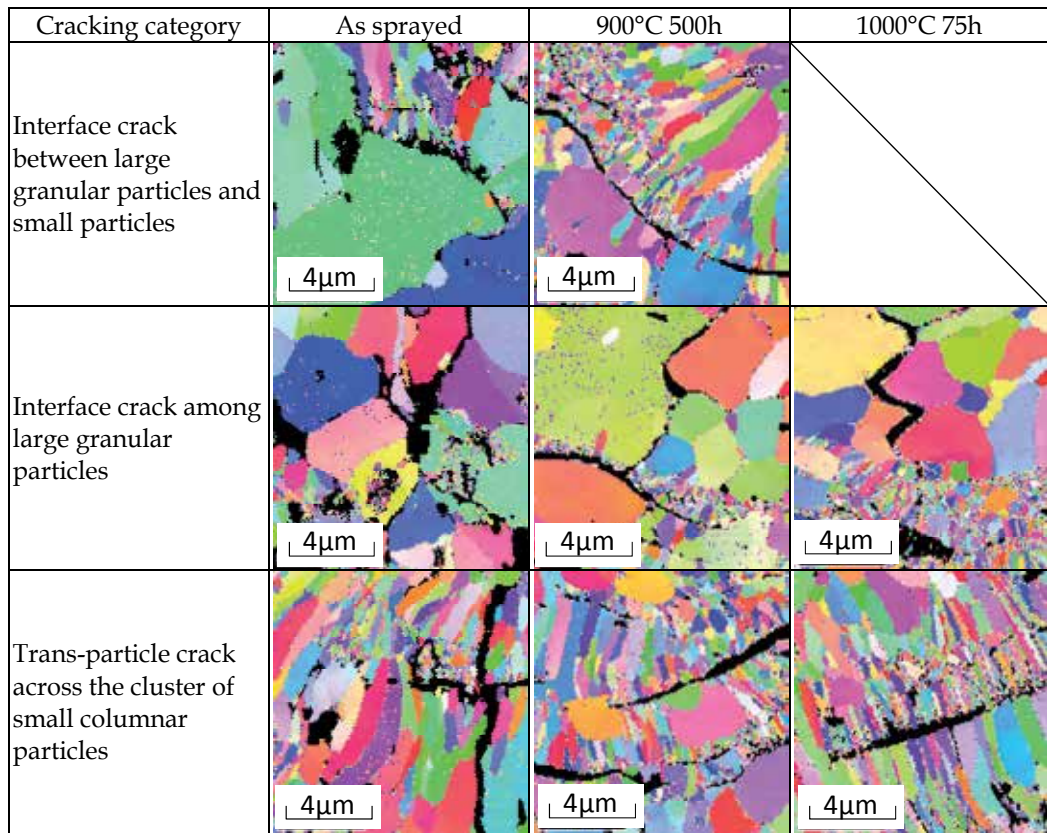 Cracking category
As sprayed
900°C 500h
1000°C 75h
Interface crack
between large
granular particles and
small particles
4μm
4μm
Interface crack among
large granular
particles
4μm
4μm
4μm
Trans-particle crack
across the cluster of
small columnar
particles
4μm
4μm
4μm